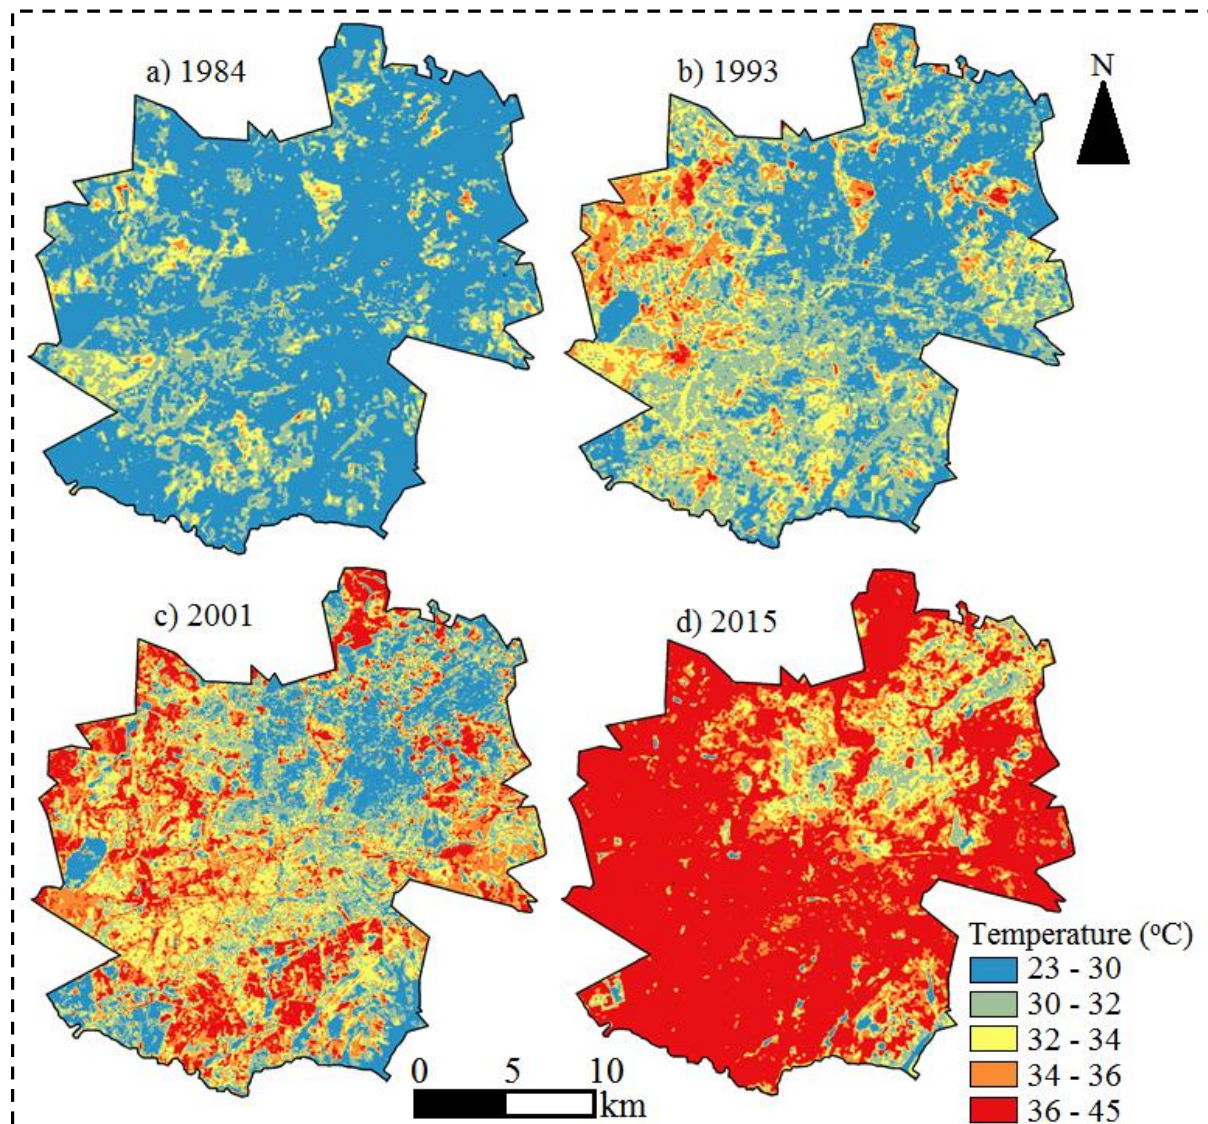 a) 1984
b) 1993
N
c) 2001
d) 2015
Temperature (°C)
23 - 30
30 - 32
32 - 34
34 - 36
36 - 45
0 5 10
km